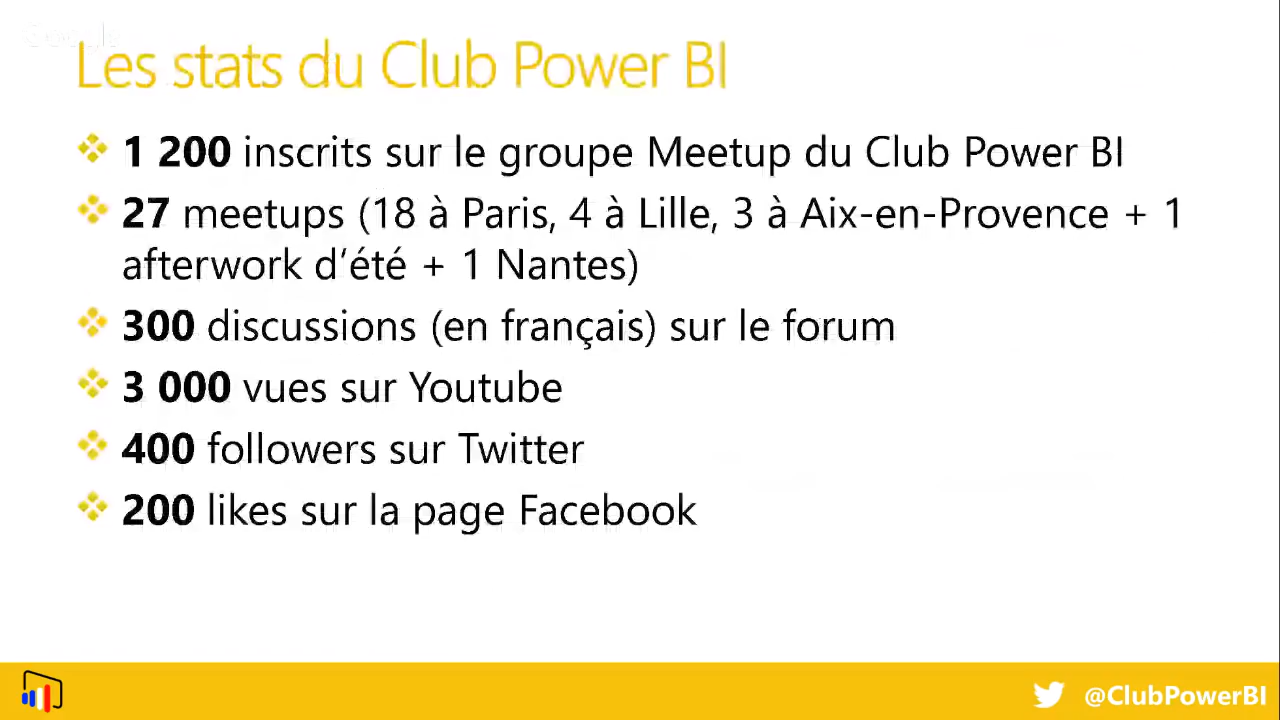 Les stats du Club Power BI
1 200 inscrits sur le groupe Meetup du Club Power BI
27 meetups (18 à Paris, 4 à Lille, 3 à Aix-en-Provence + 1
afterwork d’été + 1 Nantes)
300 discussions (en français) sur le forum
3 000 vues sur Youtube
400 followers sur Twitter
200 likes sur la page Facebook
@ClubPowerBI